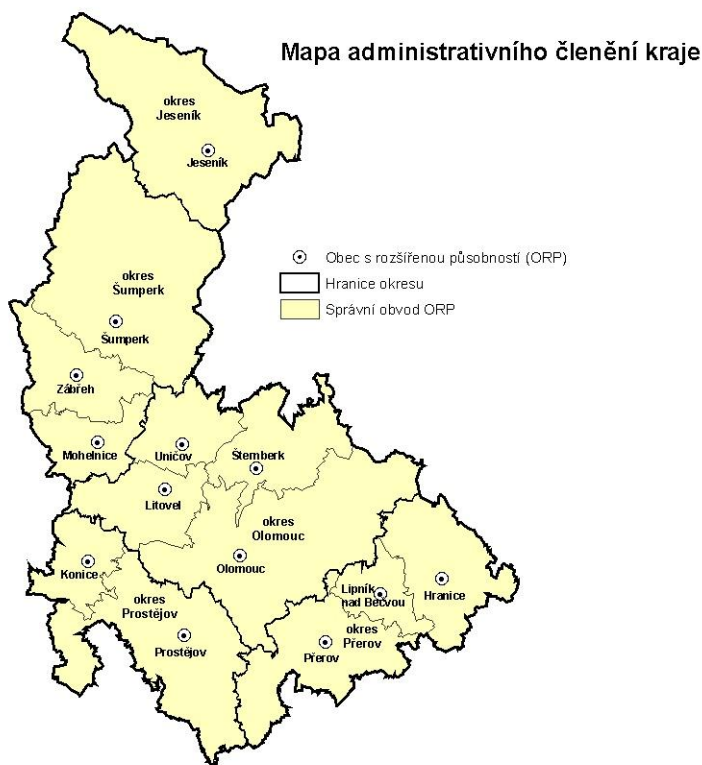 Mapa administrativního členění kraje
okres
Jeseník
Jeseník
Obec s rozšířenou působností (ORP)
Hranice okresu
Správní obvod ORP
okres
Šumperk
Šumperk
Zábřeh
Mohelnice
Uničov
Šternberk
Litovel
okres
Olomouc
Olomouc
Konice
okres
Prostějov
Prostějov
Lipník
nad Bečvou
Hranice
okres
Přerov
Přerov